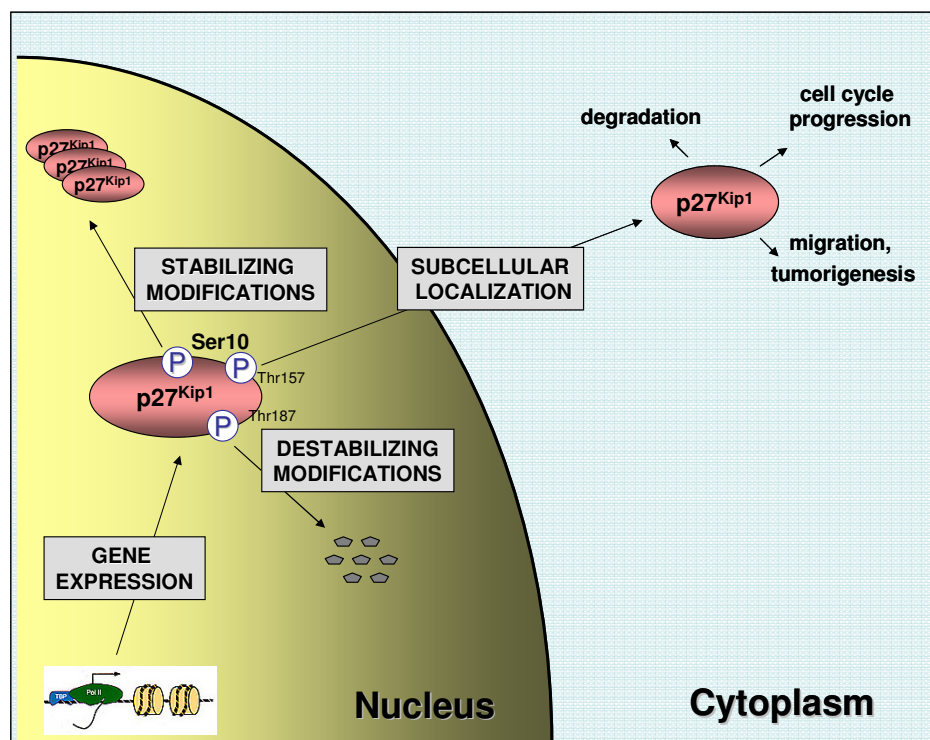 degradation
cell cycle
progression
p27Kip1
migration,
tumorigenesis
p27Kip1
p27Kip1
p27Kip1
STABILIZING
MODIFICATIONS
SUBCELLULAR
LOCALIZATION
Ser10
P
P
Thr157
p27Kip1
Thr187
P
DESTABILIZING
MODIFICATIONS
GENE
EXPRESSION
TBP
Pol II
Nucleus
Cytoplasm